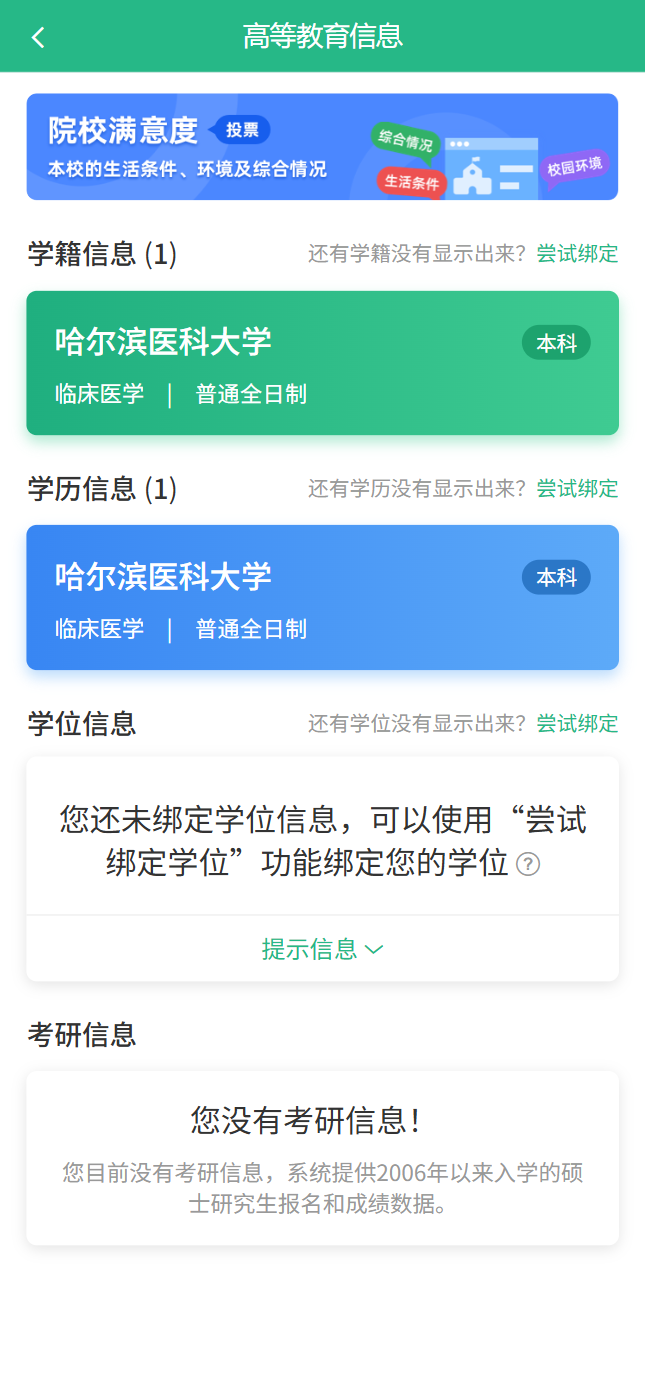 高等教育信息
院校满意度 投票
本校的生活条件、环境及综合情况
综合情况
生活条件
校园环境
学籍信息 (1) 还有学籍没有显示出来？尝试绑定
哈尔滨医科大学 本科
临床医学 | 普通全日制
学历信息 (1) 还有学历没有显示出来？尝试绑定
哈尔滨医科大学 本科
临床医学 | 普通全日制
学位信息 还有学位没有显示出来？尝试绑定
您还未绑定学位信息，可以使用“尝试
绑定学位”功能绑定您的学位 ?
提示信息
考研信息
您没有考研信息！
您目前没有考研信息，系统提供2006年以来入学的硕
士研究生报名和成绩数据。